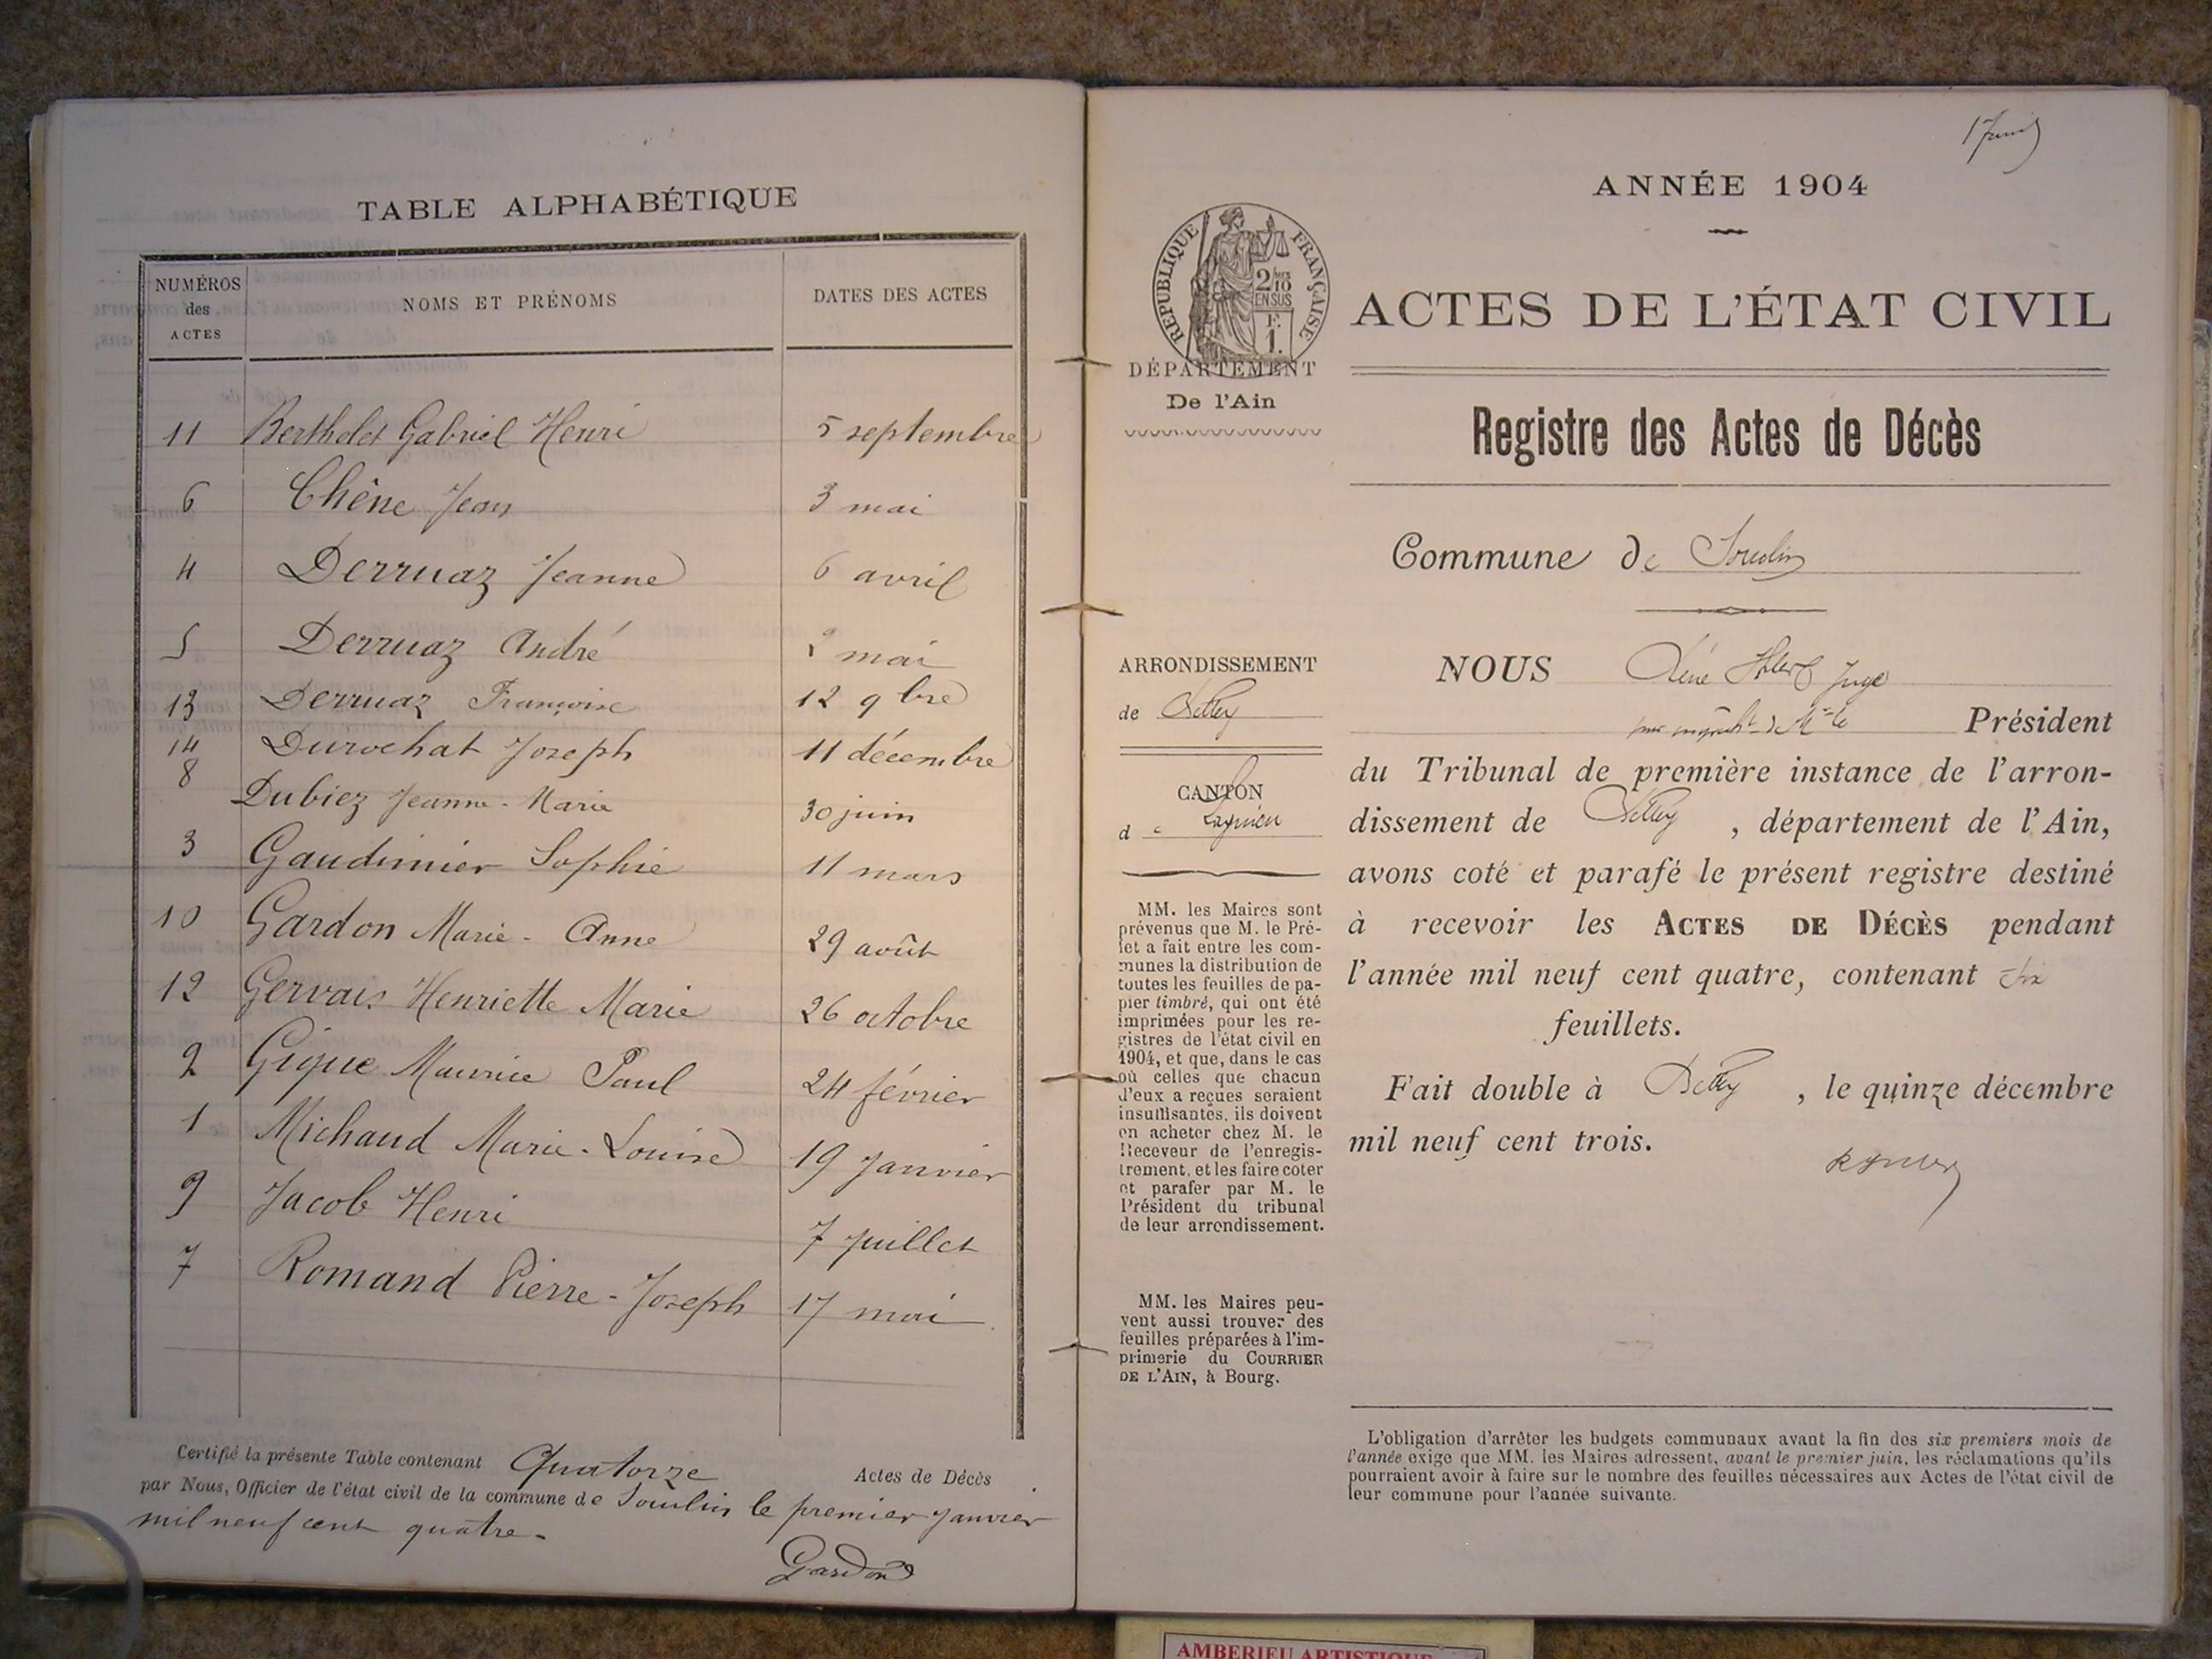 TABLE ALPHABÉTIQUE
NUMÉROS des ACTES NOMS ET PRÉNOMS DATES DES ACTES
11 Berthelet Gabriel Henri 5 septembre
6 Chêne Jean 3 mai
4 Derruaz Jeanne 6 avril
5 Derruaz André 2 mai
13 Derruaz Françoise 12 9bre
14 Durochat Joseph 11 décembre
8 Dubiez Jeanne-Marie 30 juin
3 Gaudimier Sophie 11 mars
10 Gardon Marie-Anne 29 août
12 Gervais Henriette Marie 26 octobre
2 Gigue Maurice Paul 24 février
1 Michaud Marie-Louise 19 janvier
9 Jacob Henri 7 juillet
7 Romand Pierre-Joseph 17 mai
Certifié la présente Table contenant Quatorze Actes de Décès
par Nous, Officier de l'état civil de la commune de Souclin le premier janvier
mil neuf cent quatre-
Gardon
ANNÉE 1904
RÉPUBLIQUE FRANÇAISE
2/10
EN SUS
F.
1.
ACTES DE L'ÉTAT CIVIL
DÉPARTEMENT
De l'Ain
Registre des Actes de Décès
Commune de Souclin
ARRONDISSEMENT
de Belley
CANTON
de Lagnieu
MM. les Maires sont
prévenus que M. le Pré-
fet a fait entre les com-
munes la distribution de
toutes les feuilles de pa-
pier timbré, qui ont été
imprimées pour les re-
gistres de l'état civil en
1904, et que, dans le cas
où celles que chacun
d'eux a reçues seraient
insuffisantes, ils doivent
en acheter chez M. le
Receveur de l'enregis-
trement, et les faire coter
et parafer par M. le
Président du tribunal
de leur arrondissement.
MM. les Maires peu-
vent aussi trouver des
feuilles préparées à l'im-
primerie du COURRIER
DE L'AIN, à Bourg.
NOUS Juge
Président
du Tribunal de première instance de l'arron-
dissement de Belley, département de l'Ain,
avons coté et parafé le présent registre destiné
à recevoir les ACTES DE DÉCÈS pendant
l'année mil neuf cent quatre, contenant six
feuillets.
Fait double à Belley, le quinze décembre
mil neuf cent trois.
L'obligation d'arrêter les budgets communaux avant la fin des six premiers mois de
l'année exige que MM. les Maires adressent, avant le premier juin, les réclamations qu'ils
pourraient avoir à faire sur le nombre des feuilles nécessaires aux Actes de l'état civil de
leur commune pour l'année suivante.
AMBERIEU ARTISTIQUE